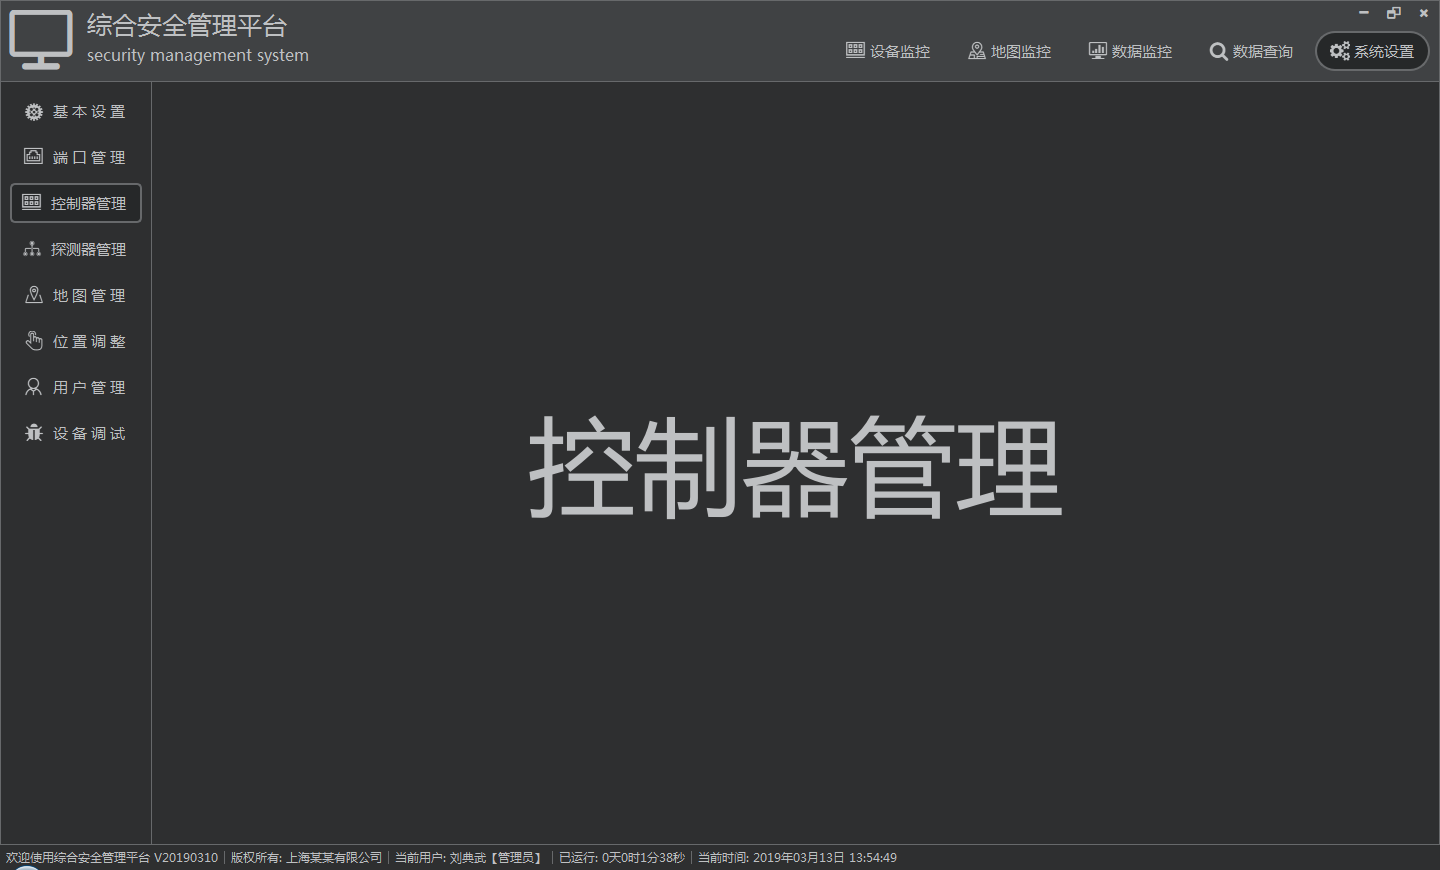 综合安全管理平台
security management system
设备监控 地图监控 数据监控 数据查询 系统设置
基本设置
端口管理
控制器管理
探测器管理
地图管理
位置调整
用户管理
设备调试
控制器管理
欢迎使用综合安全管理平台 V20190310 版权所有: 上海某某有限公司 当前用户: 刘典武【管理员】 已运行: 0天0时1分38秒 当前时间: 2019年03月13日 13:54:49